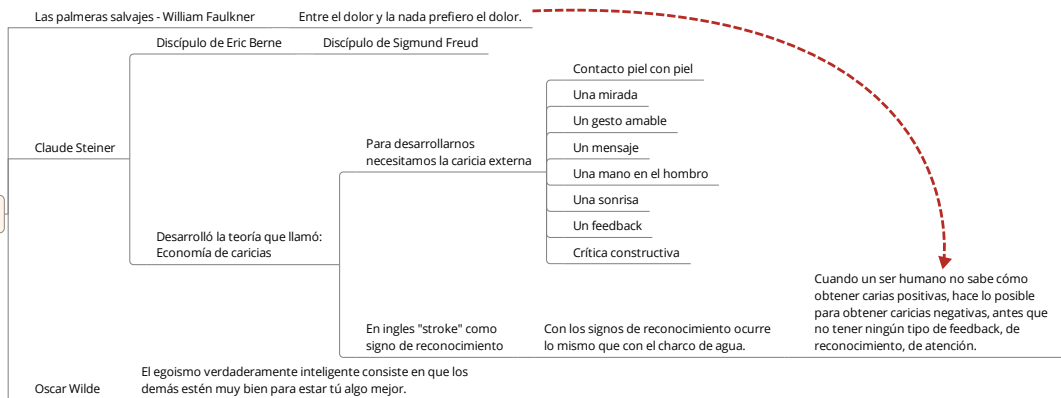 Las palmeras salvajes - William Faulkner
Entre el dolor y la nada prefiero el dolor.
Claude Steiner
Discípulo de Eric Berne
Discípulo de Sigmund Freud
Desarrolló la teoría que llamó:
Economía de caricias
Para desarrollarnos
necesitamos la caricia externa
Contacto piel con piel
Una mirada
Un gesto amable
Un mensaje
Una mano en el hombro
Una sonrisa
Un feedback
Crítica constructiva
En ingles "stroke" como
signo de reconocimiento
Con los signos de reconocimiento ocurre
lo mismo que con el charco de agua.
Cuando un ser humano no sabe cómo
obtener carias positivas, hace lo posible
para obtener caricias negativas, antes que
no tener ningún tipo de feedback, de
reconocimiento, de atención.
Oscar Wilde
El egoismo verdaderamente inteligente consiste en que los
demás estén muy bien para estar tú algo mejor.